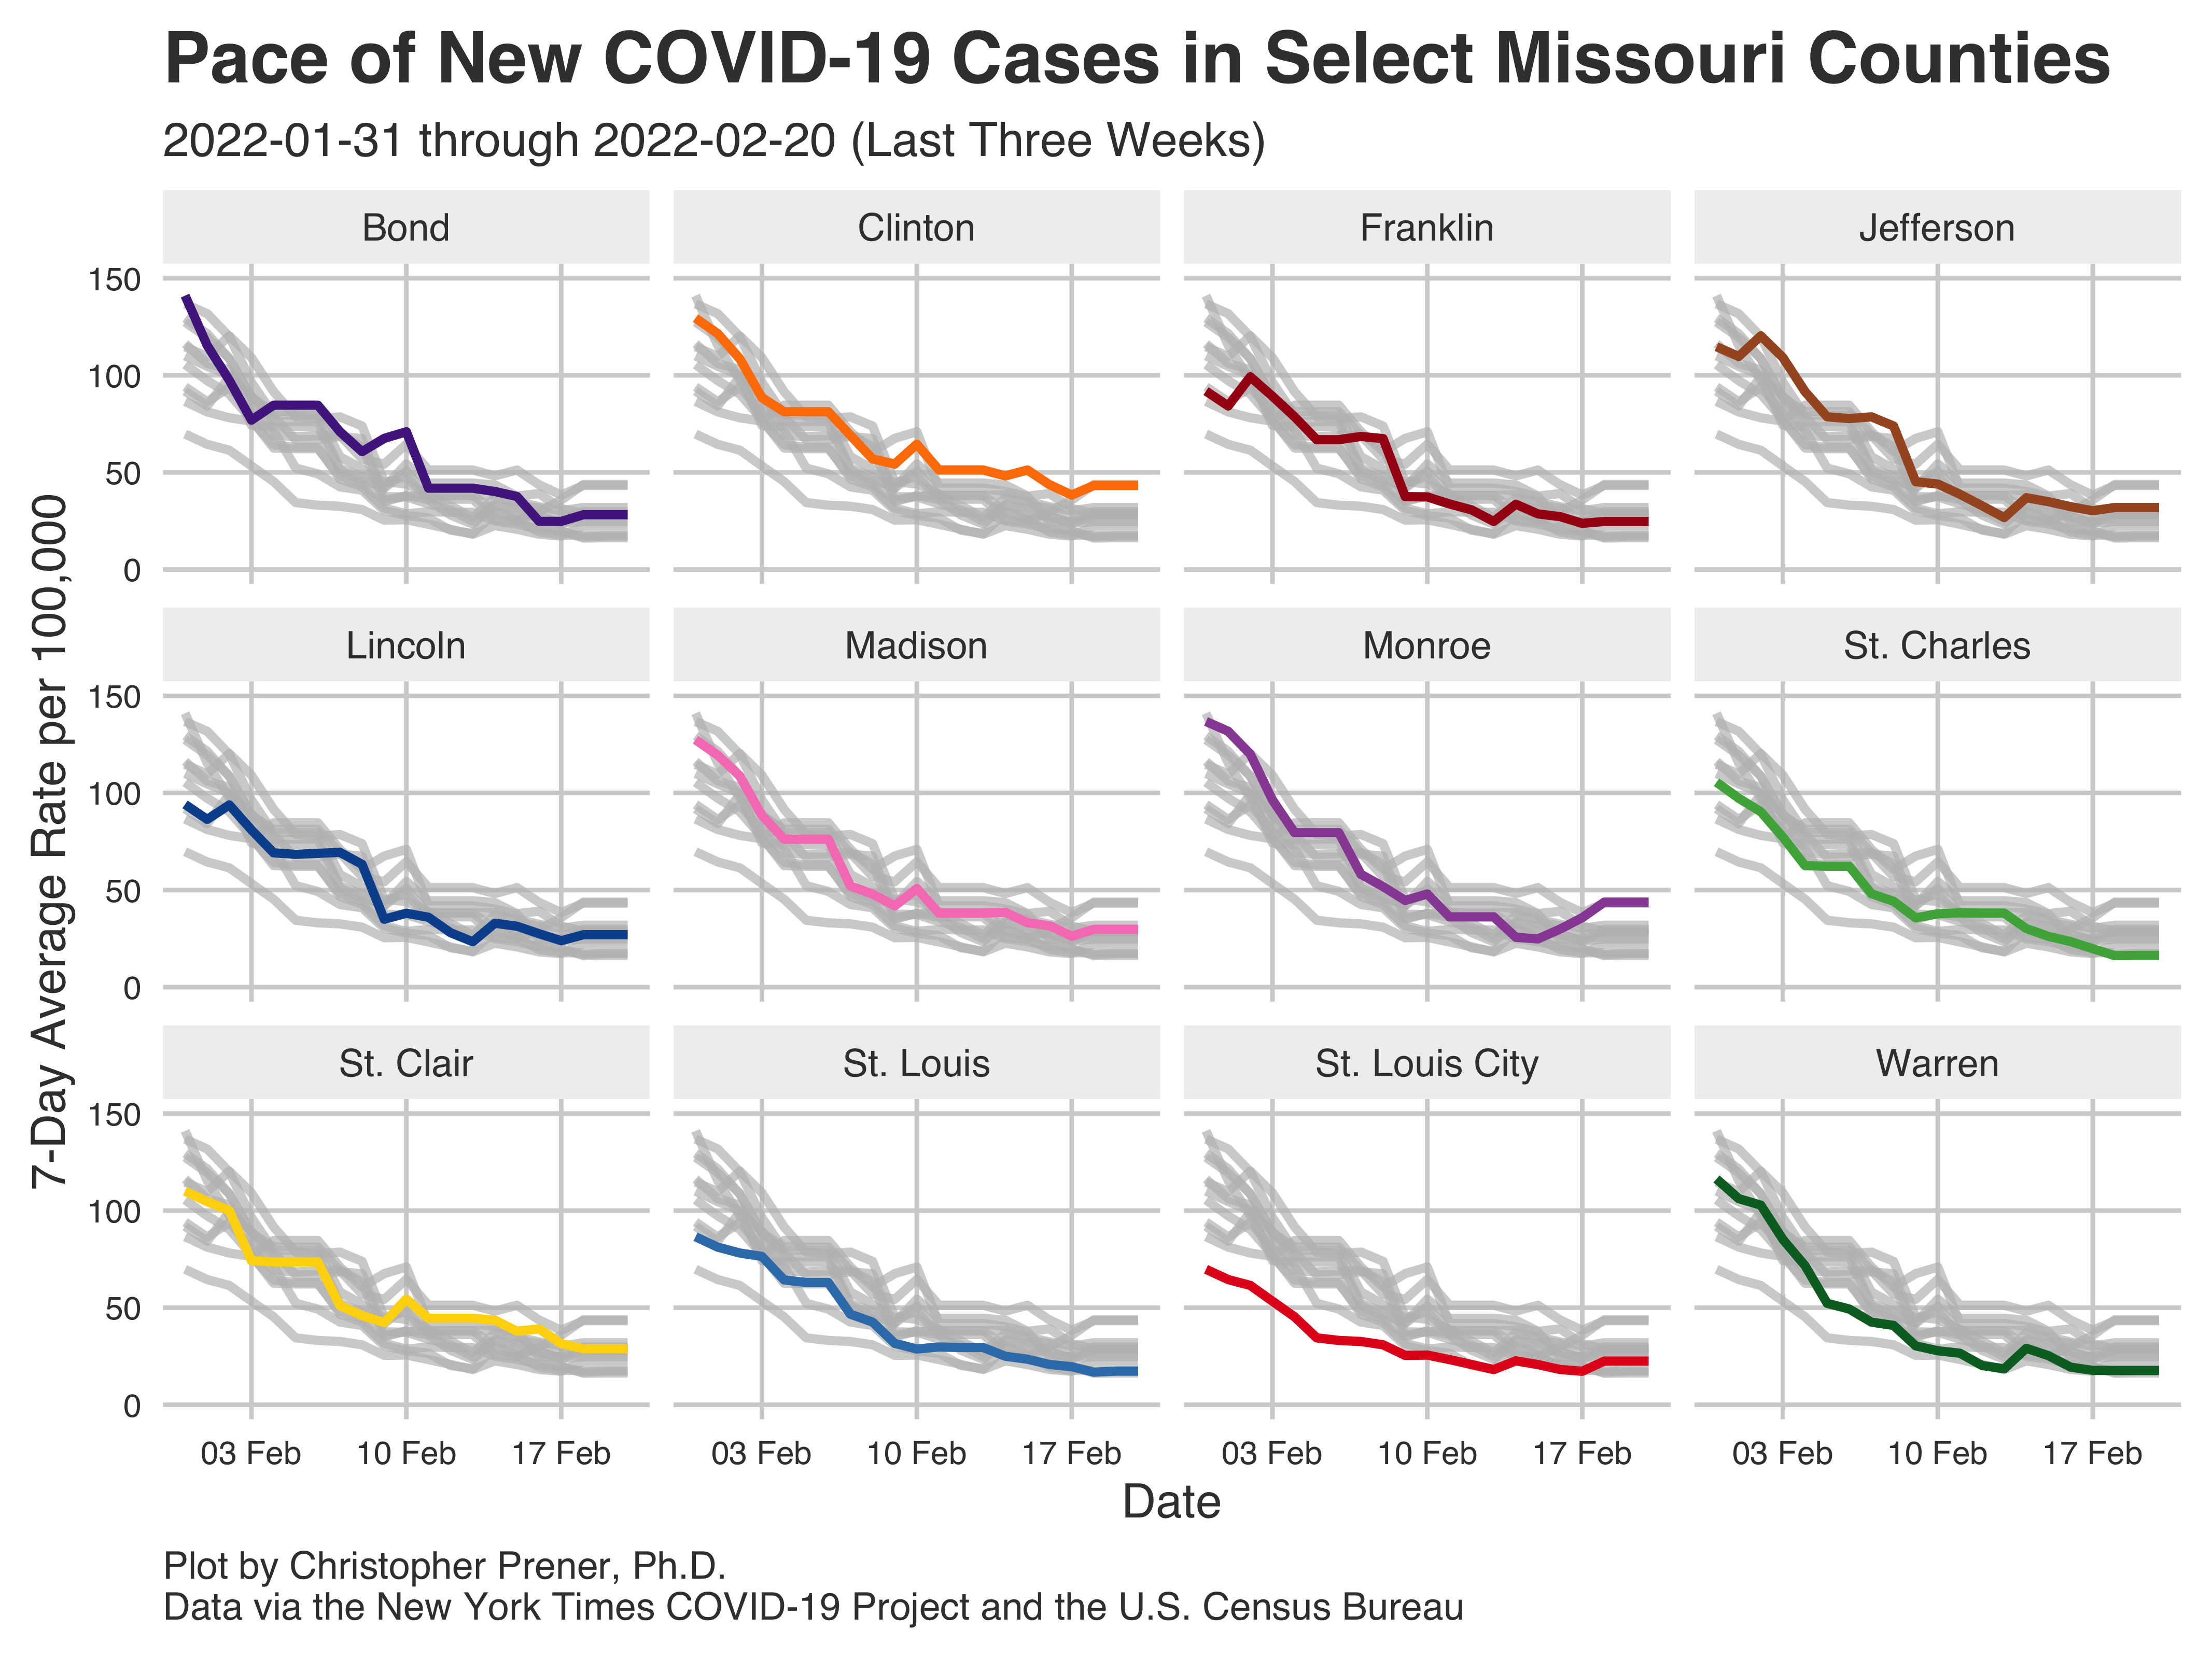 Pace of New COVID-19 Cases in Select Missouri Counties
2022-01-31 through 2022-02-20 (Last Three Weeks)
7-Day Average Rate per 100,000
Bond
Clinton
Franklin
Jefferson
150
100
50
0
Lincoln
Madison
Monroe
St. Charles
150
100
50
0
St. Clair
St. Louis
St. Louis City
Warren
150
100
50
0
03 Feb 10 Feb 17 Feb
03 Feb 10 Feb 17 Feb
03 Feb 10 Feb 17 Feb
03 Feb 10 Feb 17 Feb
Date
Plot by Christopher Prener, Ph.D.
Data via the New York Times COVID-19 Project and the U.S. Census Bureau